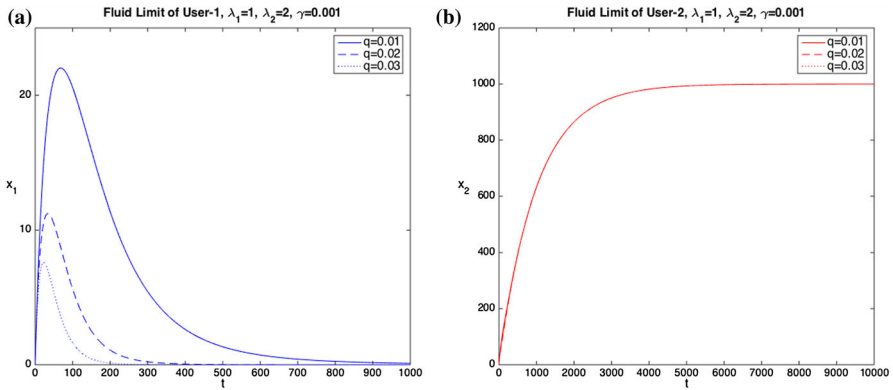 (a)
Fluid Limit of User-1, λ₁=1, λ₂=2, γ=0.001
q=0.01
q=0.02
q=0.03
20
10
0
x₁
0 100 200 300 400 500 600 700 800 900 1000
t
(b)
Fluid Limit of User-2, λ₁=1, λ₂=2, γ=0.001
q=0.01
q=0.02
q=0.03
1200
1000
800
600
400
200
0
x₂
0 1000 2000 3000 4000 5000 6000 7000 8000 9000 10000
t